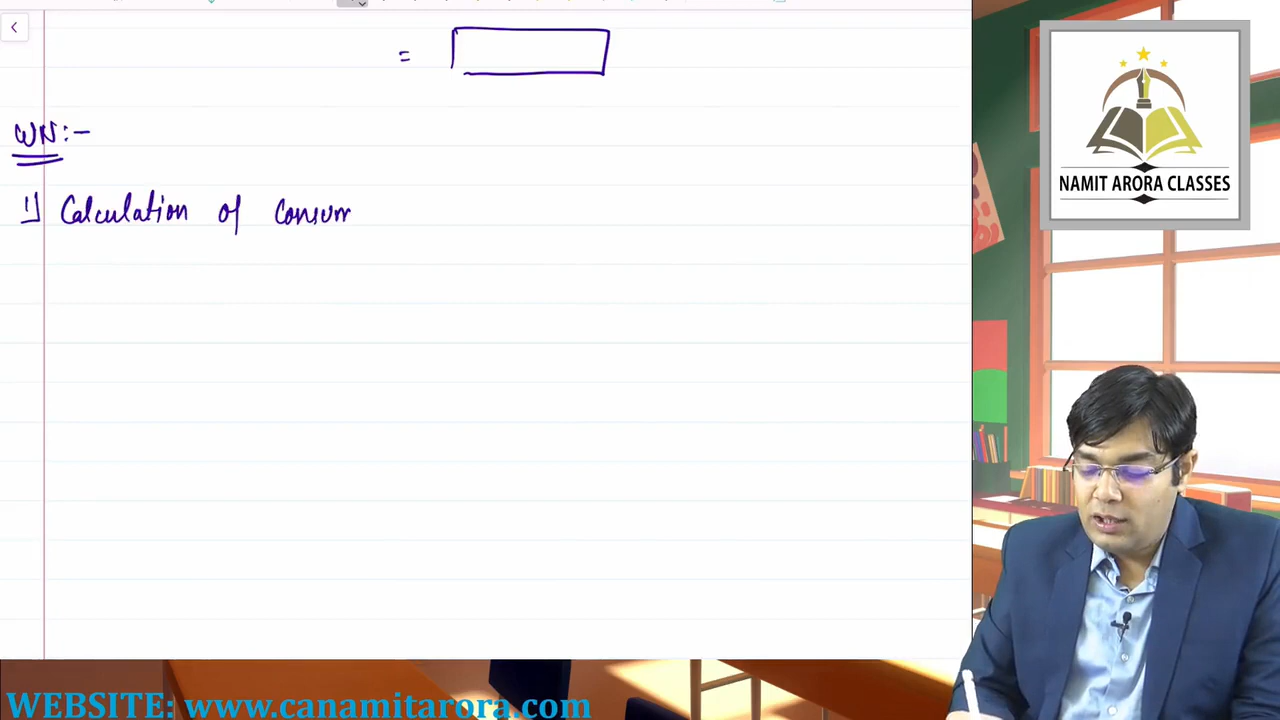 =
WN:-
1) Calculation of Consum
NAMIT ARORA CLASSES
WEBSITE: www.canamitarora.com